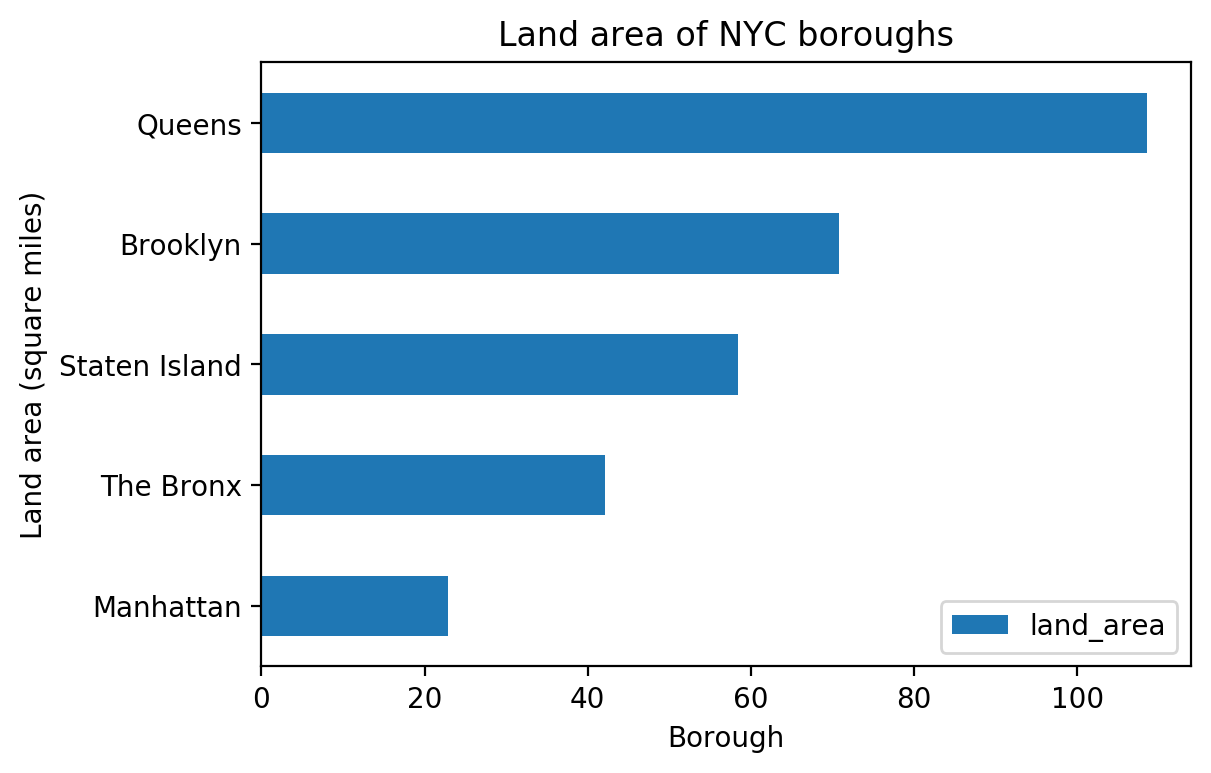 Land area of NYC boroughs
Land area (square miles)
Queens
Brooklyn
Staten Island
The Bronx
Manhattan
land_area
0 20 40 60 80 100
Borough